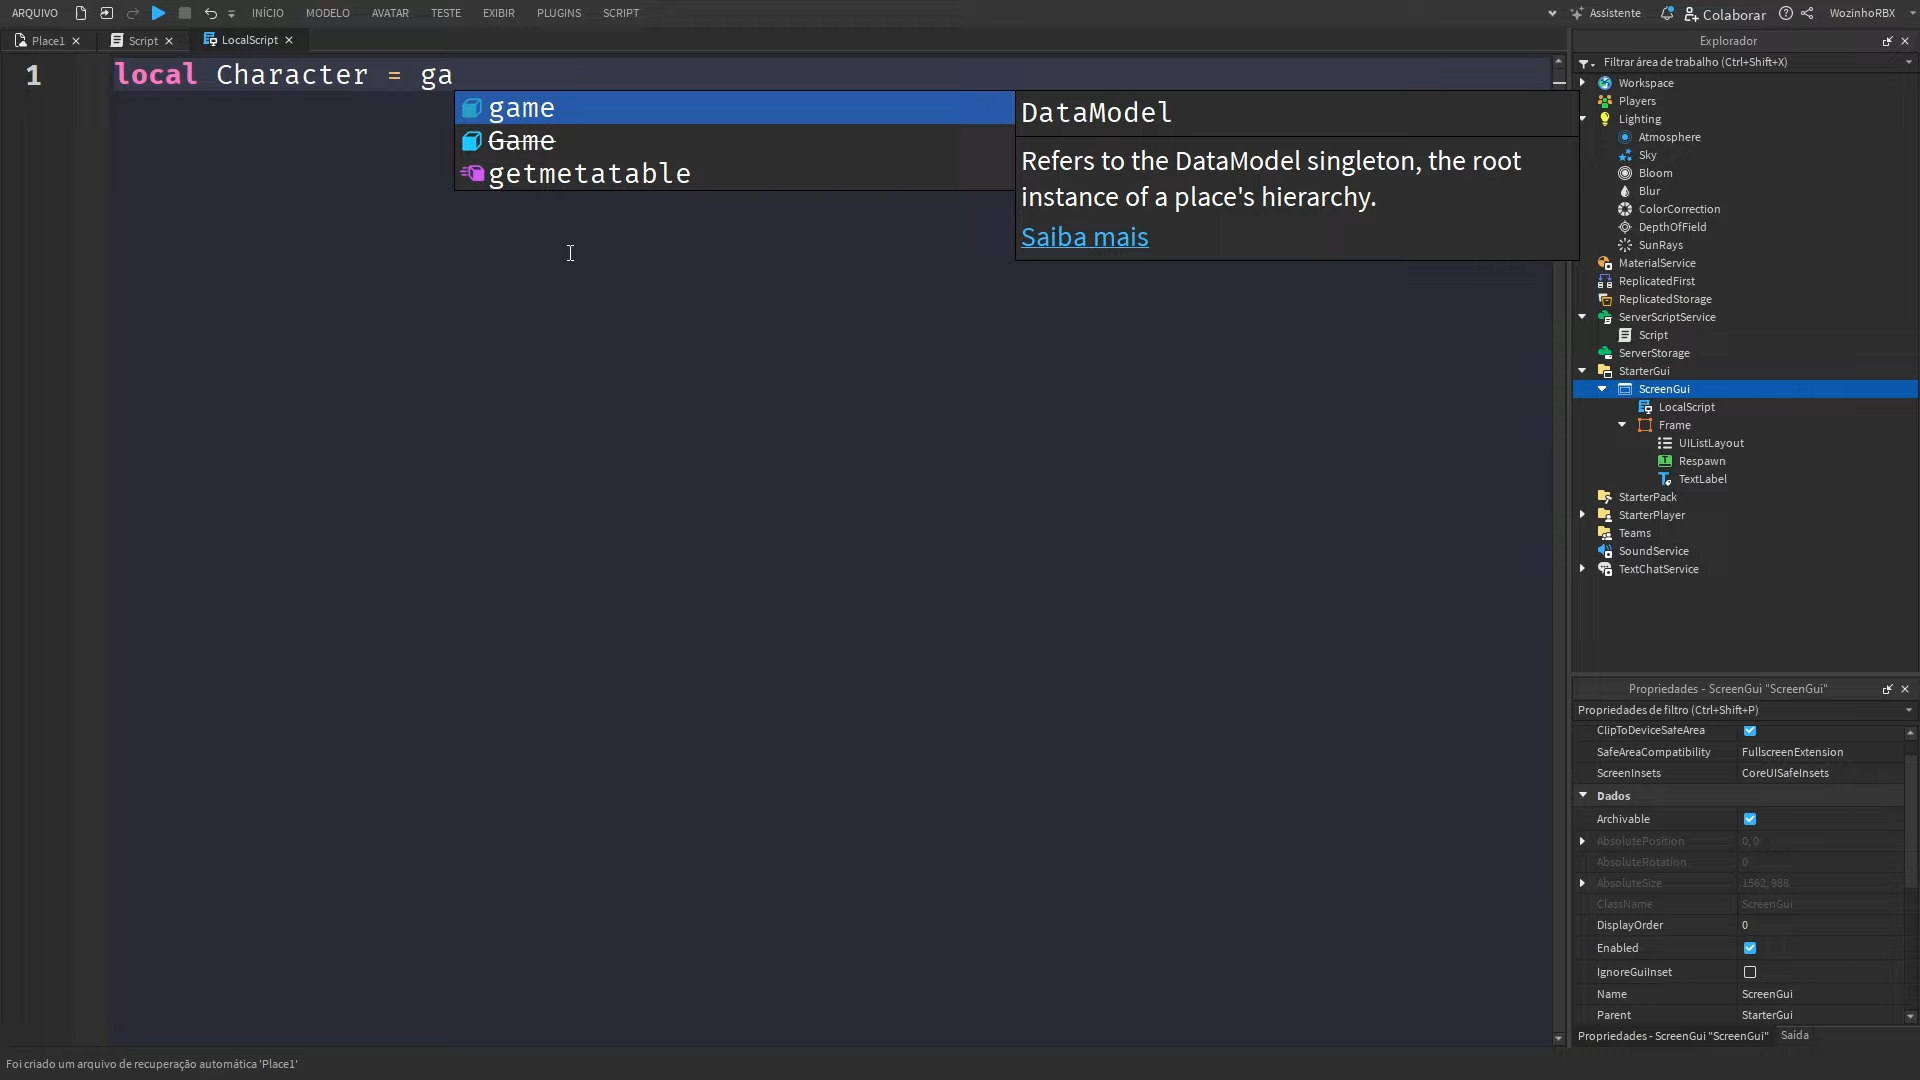 ARQUIVO INÍCIO MODELO AVATAR TESTE EXIBIR PLUGINS SCRIPT Assistente Colaborar WozinhoRBX
Place1 Script LocalScript
1 local Character = ga
game
Game
getmetatable
DataModel
Refers to the DataModel singleton, the root
instance of a place's hierarchy.
Saiba mais
Explorador
Filtrar área de trabalho (Ctrl+Shift+X)
Workspace
Players
Lighting
Atmosphere
Sky
Bloom
Blur
ColorCorrection
DepthOfField
SunRays
MaterialService
ReplicatedFirst
ReplicatedStorage
ServerScriptService
Script
ServerStorage
StarterGui
ScreenGui
LocalScript
Frame
UIListLayout
Respawn
TextLabel
StarterPack
StarterPlayer
Teams
SoundService
TextChatService
Propriedades - ScreenGui "ScreenGui"
Propriedades de filtro (Ctrl+Shift+P)
ClipToDeviceSafeArea
SafeAreaCompatibility FullscreenExtension
ScreenInsets CoreUISafeInsets
Dados
Archivable
AbsolutePosition 0, 0
AbsoluteRotation 0
AbsoluteSize 1562, 988
ClassName ScreenGui
DisplayOrder 0
Enabled
IgnoreGuiInset
Name ScreenGui
Parent StarterGui
Propriedades - ScreenGui "ScreenGui" Saída
Foi criado um arquivo de recuperação automática 'Place1'